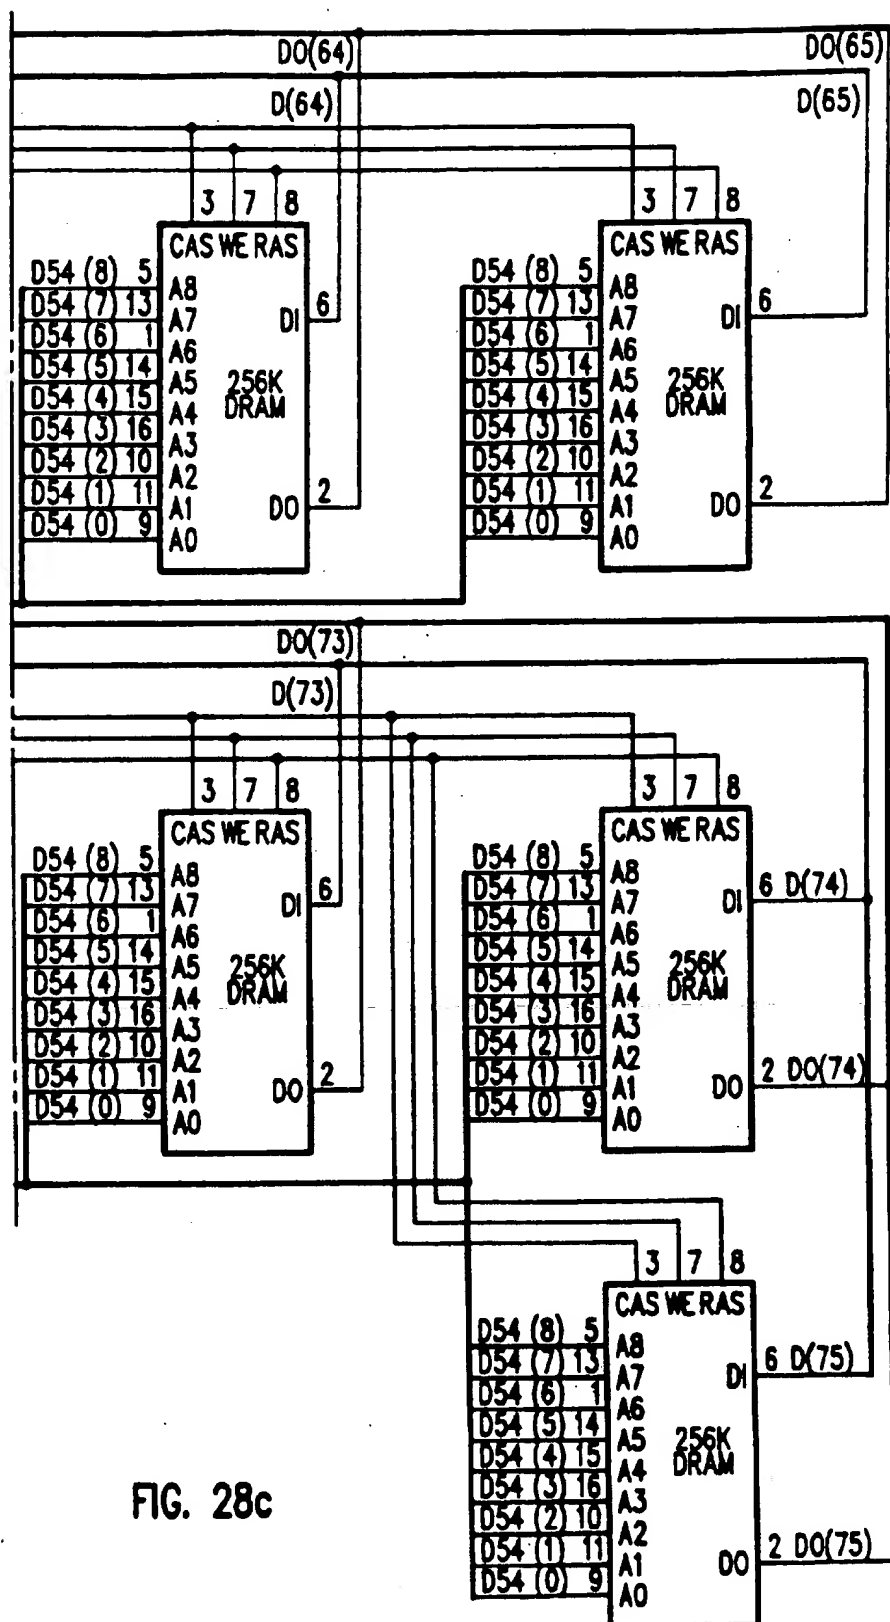 DO(64) DO(65)
D(64) D(65)
3 7 8 3 7 8
CAS WE RAS CAS WE RAS
D54 (8) 5 A8 D54 (8) 5 A8
D54 (7) 13 A7 DI 6 D54 (7) 13 A7 DI 6
D54 (6) 1 A6 D54 (6) 1 A6
D54 (5) 14 A5 256K D54 (5) 14 A5 256K
D54 (4) 15 A4 DRAM D54 (4) 15 A4 DRAM
D54 (3) 16 A3 D54 (3) 16 A3
D54 (2) 10 A2 D54 (2) 10 A2
D54 (1) 11 A1 DO 2 D54 (1) 11 A1 DO 2
D54 (0) 9 A0 D54 (0) 9 A0
DO(73)
D(73)
3 7 8 3 7 8
CAS WE RAS CAS WE RAS
D54 (8) 5 A8 D54 (8) 5 A8
D54 (7) 13 A7 DI 6 D54 (7) 13 A7 DI 6 D(74)
D54 (6) 1 A6 D54 (6) 1 A6
D54 (5) 14 A5 256K D54 (5) 14 A5 256K
D54 (4) 15 A4 DRAM D54 (4) 15 A4 DRAM
D54 (3) 16 A3 D54 (3) 16 A3
D54 (2) 10 A2 D54 (2) 10 A2
D54 (1) 11 A1 DO 2 D54 (1) 11 A1 DO 2 DO(74)
D54 (0) 9 A0 D54 (0) 9 A0
3 7 8
CAS WE RAS
D54 (8) 5 A8
D54 (7) 13 A7 DI 6 D(75)
D54 (6) 1 A6
D54 (5) 14 A5 256K
D54 (4) 15 A4 DRAM
D54 (3) 16 A3
D54 (2) 10 A2
D54 (1) 11 A1 DO 2 DO(75)
D54 (0) 9 A0
FIG. 28c